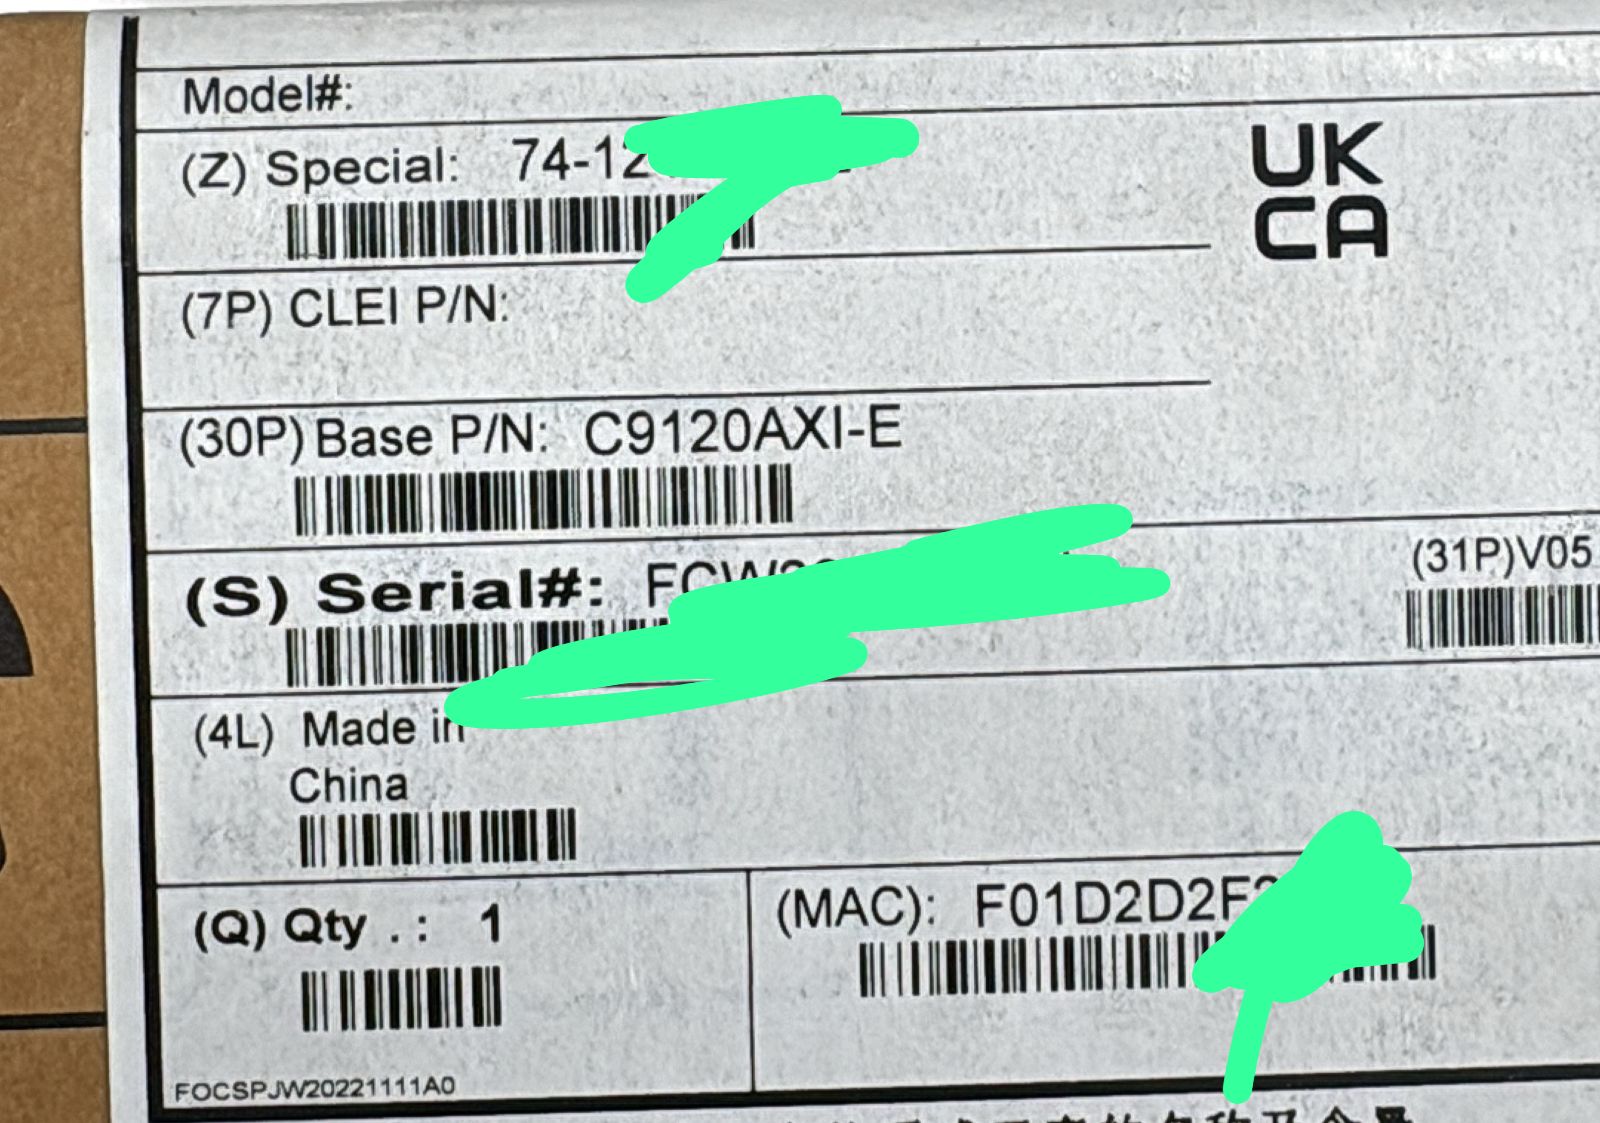 Model#:
(Z) Special: 74-12
UK
CA
(7P) CLEI P/N:
(30P) Base P/N: C9120AXI-E
(S) Serial#: FCW
(31P)V05
(4L) Made in
China
(Q) Qty .: 1
(MAC): F01D2D2F
FOCSPJW20221111A0